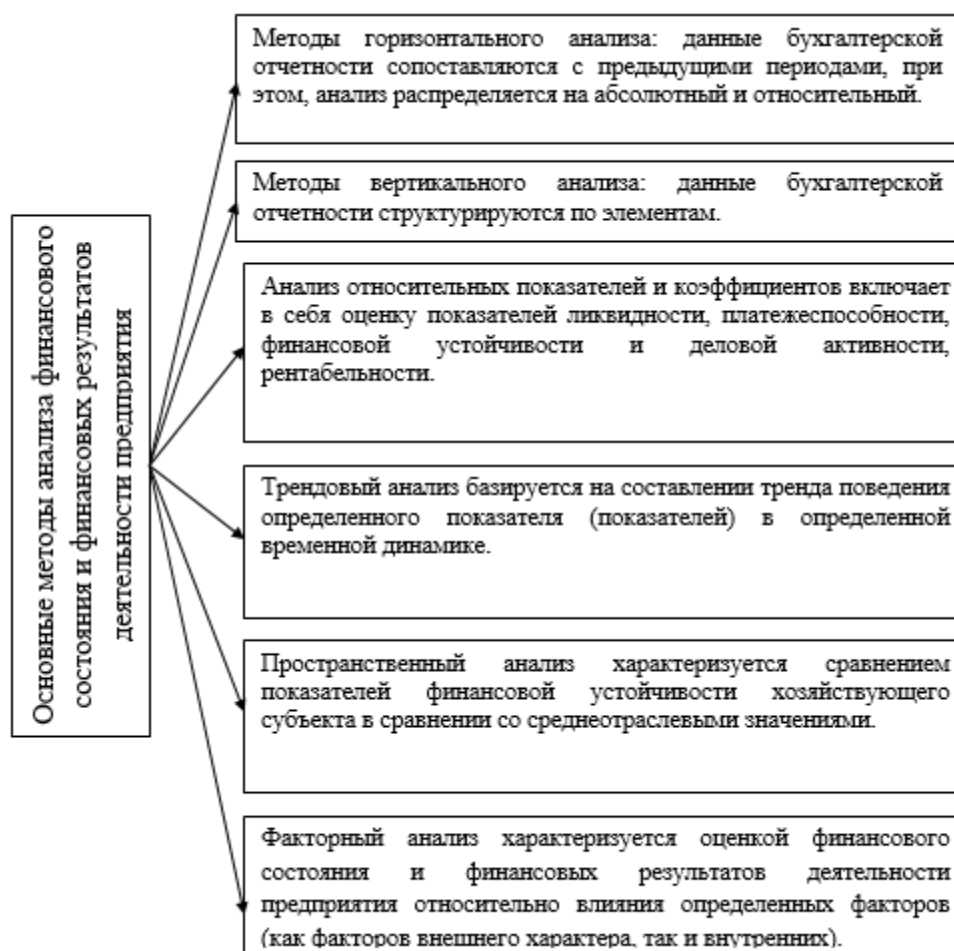 Основные методы анализа финансового
состояния и финансовых результатов
деятельности предприятия
Методы горизонтального анализа: данные бухгалтерской
отчетности сопоставляются с предыдущими периодами, при
этом, анализ распределяется на абсолютный и относительный.
Методы вертикального анализа: данные бухгалтерской
отчетности структурируются по элементам.
Анализ относительных показателей и коэффициентов включает
в себя оценку показателей ликвидности, платежеспособности,
финансовой устойчивости и деловой активности,
рентабельности.
Трендовый анализ базируется на составлении тренда поведения
определенного показателя (показателей) в определенной
временной динамике.
Пространственный анализ характеризуется сравнением
показателей финансовой устойчивости хозяйствующего
субъекта в сравнении со среднеотраслевыми значениями.
Факторный анализ характеризуется оценкой финансового
состояния и финансовых результатов деятельности
предприятия относительно влияния определенных факторов
(как факторов внешнего характера, так и внутренних).